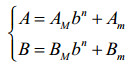 A = A_M b^n + A_m
B = B_M b^n + B_m